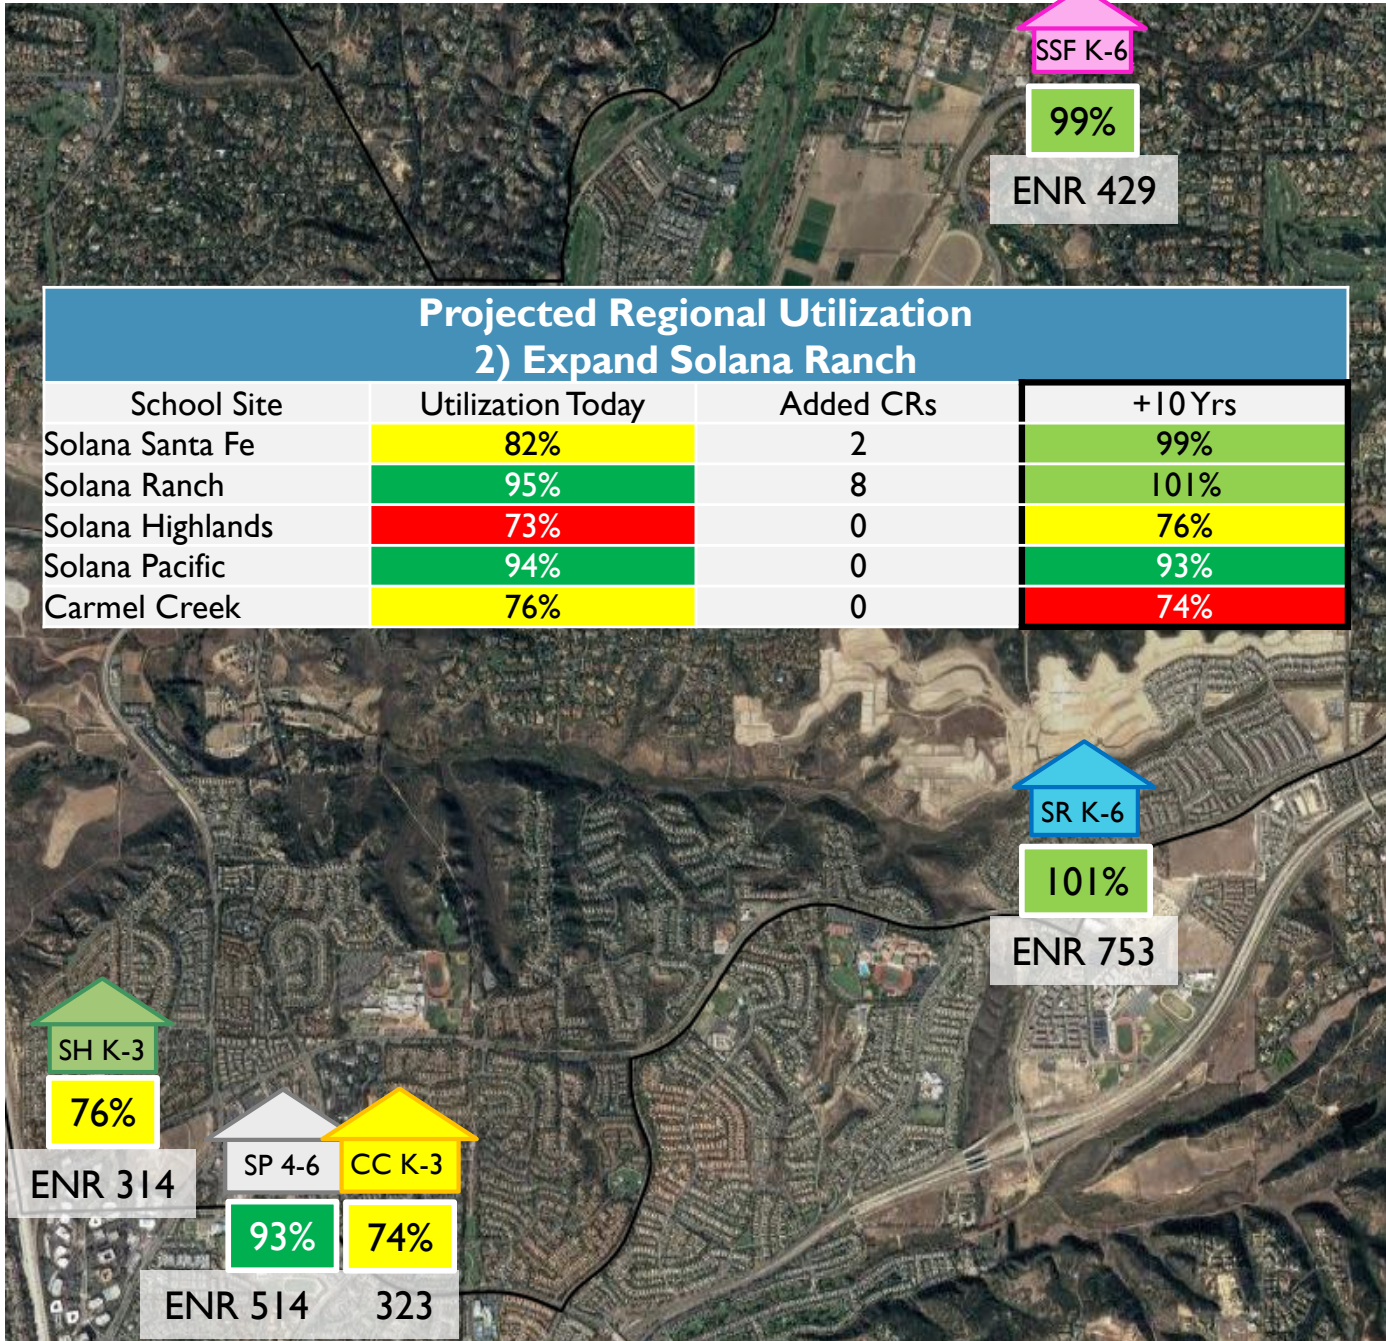 SSF K-6
99%
ENR 429
Projected Regional Utilization
2) Expand Solana Ranch
School Site Utilization Today Added CRs +10 Yrs
Solana Santa Fe 82% 2 99%
Solana Ranch 95% 8 101%
Solana Highlands 73% 0 76%
Solana Pacific 94% 0 93%
Carmel Creek 76% 0 74%
SR K-6
101%
ENR 753
SH K-3
76%
ENR 314
SP 4-6 CC K-3
93% 74%
ENR 514 323